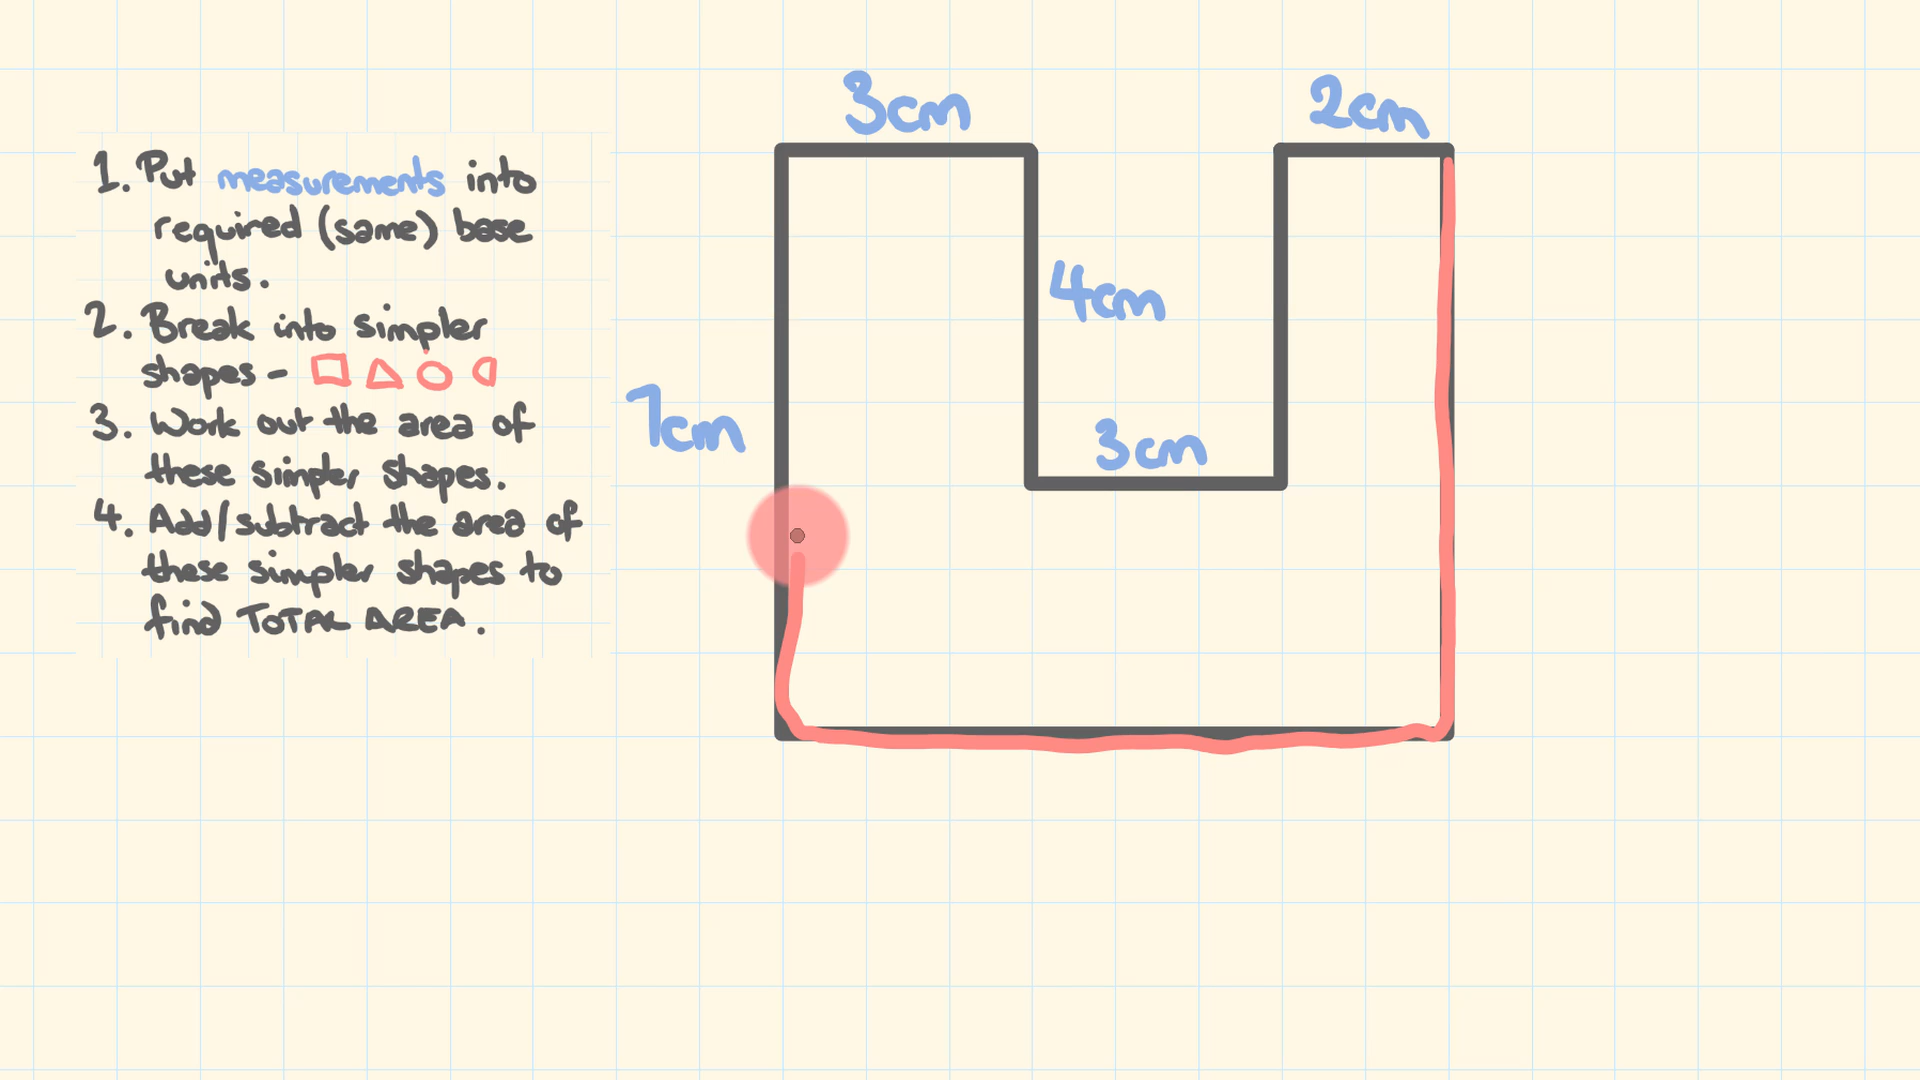 1. Put measurements into
required (same) base
units.
2. Break into simpler
shapes -
3. Work out the area of
these simpler shapes.
4. Add/subtract the area of
these simpler shapes to
find TOTAL AREA.
3cm
2cm
4cm
7cm
3cm